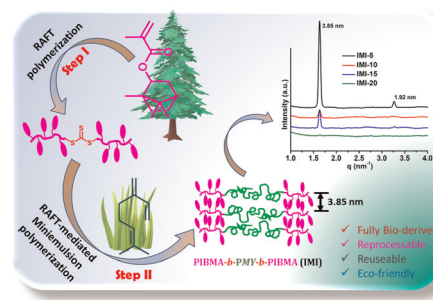 RAFT
polymerization
Step I
O
O
S
S
S
RAFT-mediated
Miniemulsion
polymerization
Step II
3.85 nm
IMI-5
IMI-10
IMI-15
IMI-20
1.92 nm
Intensity (a.u.)
1.0 1.5 2.0 2.5 3.0 3.5 4.0
q (nm⁻¹)
3.85 nm
PIBMA-b-PMY-b-PIBMA (IMI)
✓ Fully Bio-derive
✓ Reprocessable
✓ Reuseable
✓ Eco-friendly